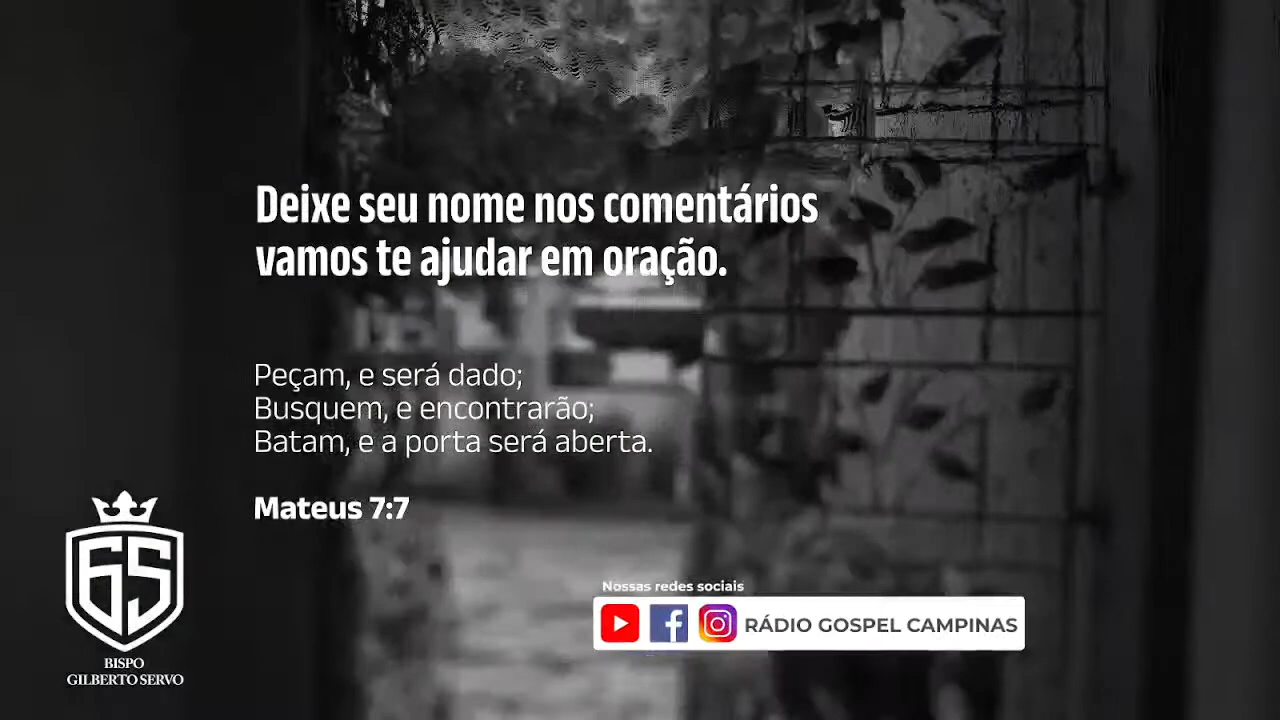 Deixe seu nome nos comentários
vamos te ajudar em oração.
Peçam, e será dado;
Busquem, e encontrarão;
Batam, e a porta será aberta.
Mateus 7:7
GS
BISPO
GILBERTO SERVO
Nossas redes sociais
RÁDIO GOSPEL CAMPINAS